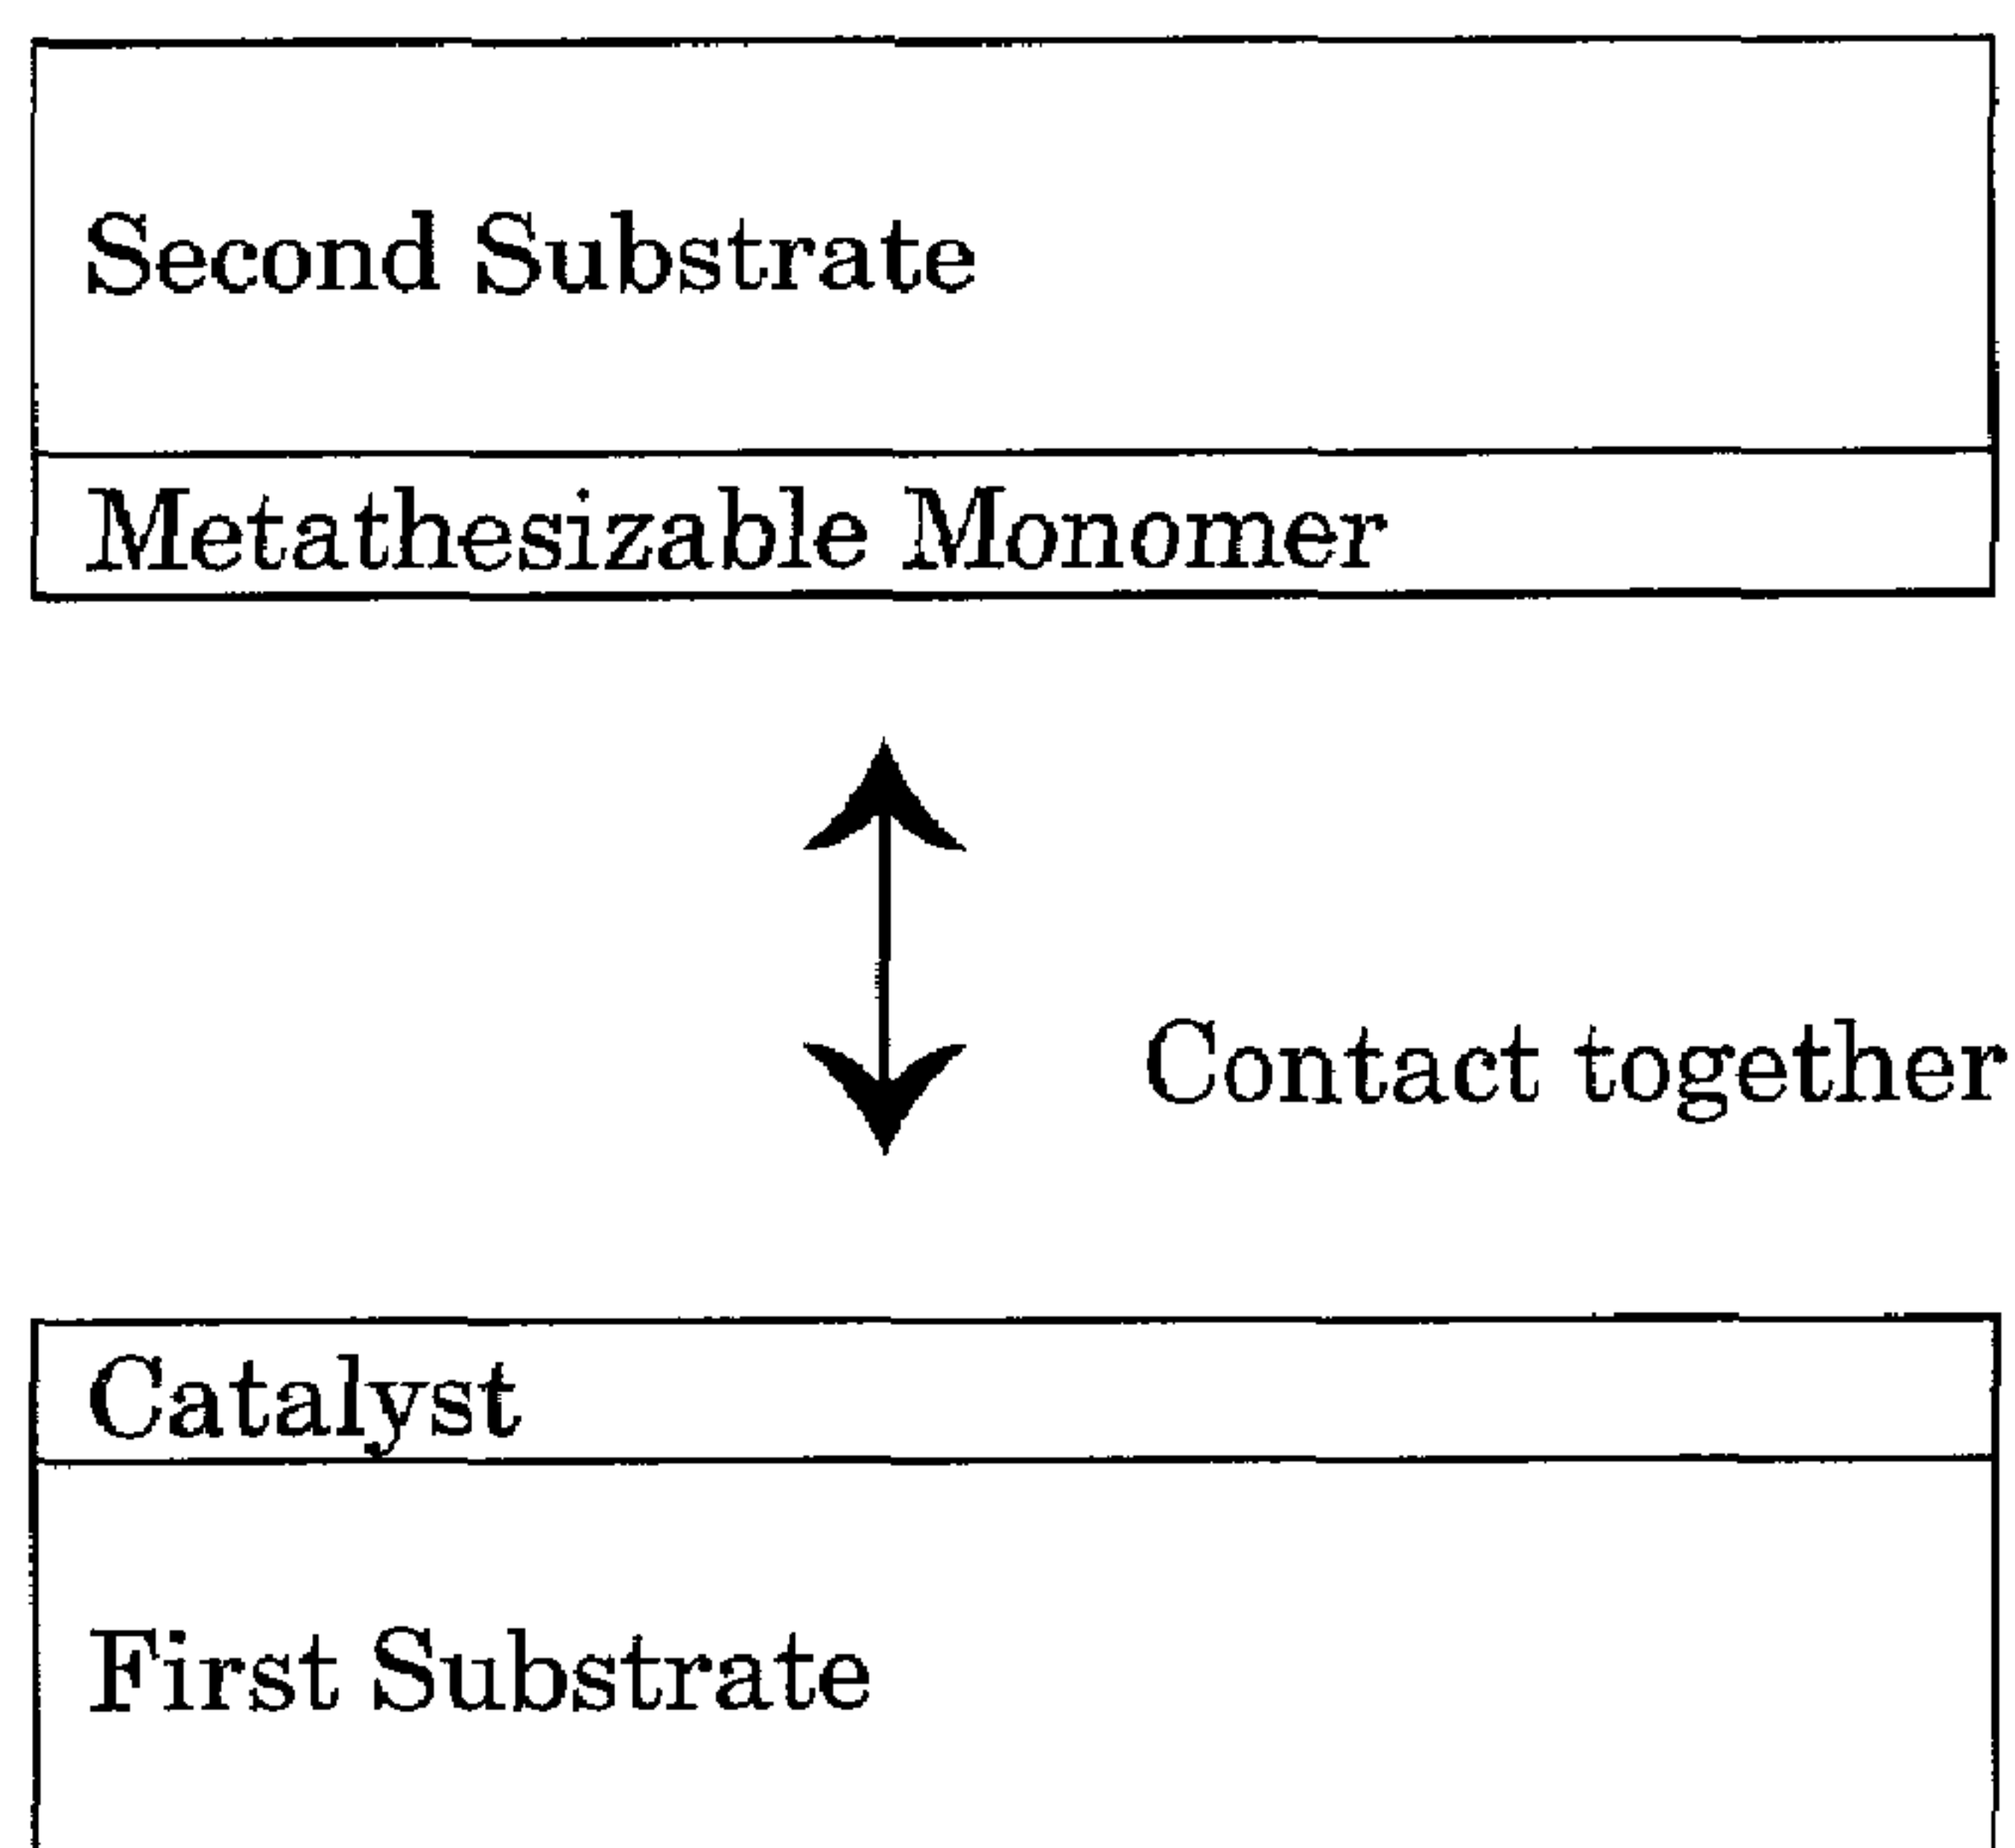 Second Substrate
Metathesizable Monomer
Contact together
Catalyst
First Substrate